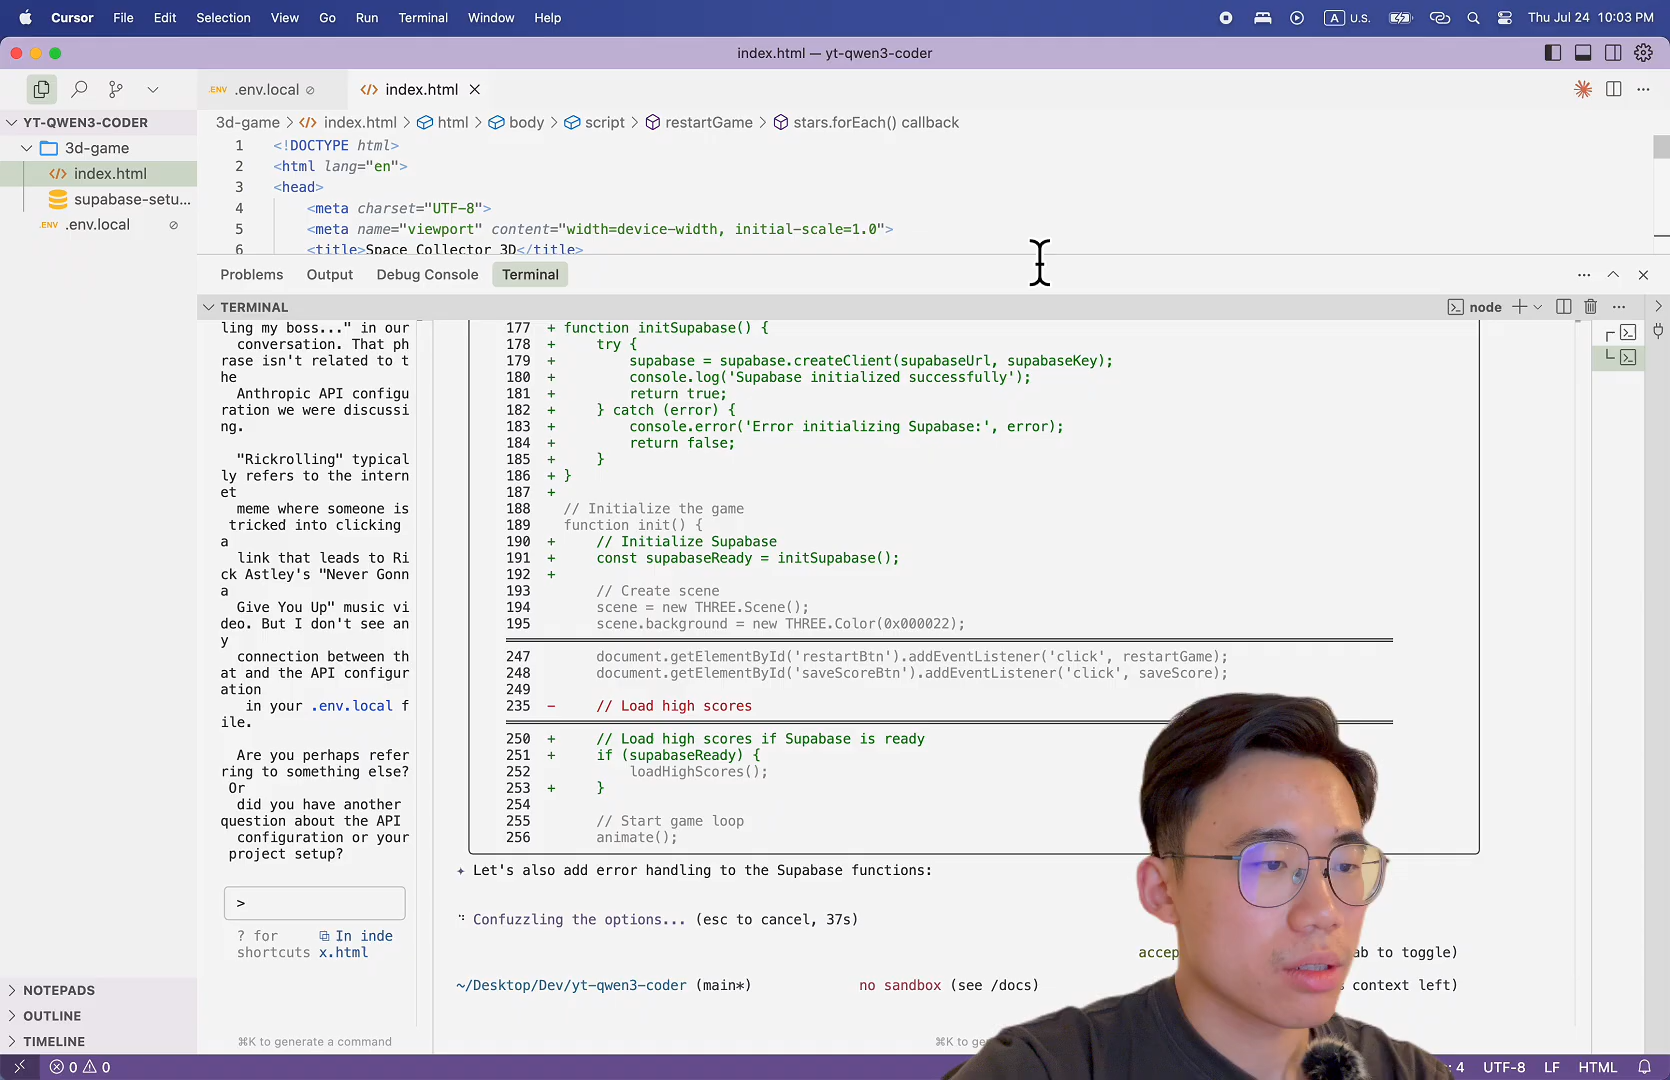 Cursor File Edit Selection View Go Run Terminal Window Help
A U.S. Thu Jul 24 10:03 PM
index.html — yt-qwen3-coder
.ENV .env.local
index.html
YT-QWEN3-CODER
3d-game
index.html
supabase-setu...
.ENV .env.local
3d-game > index.html > html > body > script > restartGame > stars.forEach() callback
1 <!DOCTYPE html>
2 <html lang="en">
3 <head>
4 <meta charset="UTF-8">
5 <meta name="viewport" content="width=device-width, initial-scale=1.0">
6 <title>Space Collector 3D</title>
Problems Output Debug Console Terminal
TERMINAL
node
ling my boss..." in our
conversation. That ph
rase isn't related to t
he
Anthropic API configu
ration we were discussi
ng.
"Rickrolling" typical
ly refers to the intern
et
meme where someone is
tricked into clicking
a
link that leads to Ri
ck Astley's "Never Gonn
a
Give You Up" music vi
deo. But I don't see an
y
connection between th
at and the API configur
ation
in your .env.local f
ile.
Are you perhaps refer
ring to something else?
Or
did you have another
question about the API
configuration or your
project setup?
>
? for
shortcuts
In inde
x.html
⌘K to generate a command
177 + function initSupabase() {
178 + try {
179 + supabase = supabase.createClient(supabaseUrl, supabaseKey);
180 + console.log('Supabase initialized successfully');
181 + return true;
182 + } catch (error) {
183 + console.error('Error initializing Supabase:', error);
184 + return false;
185 + }
186 + }
187 +
188 // Initialize the game
189 function init() {
190 + // Initialize Supabase
191 + const supabaseReady = initSupabase();
192 +
193 // Create scene
194 scene = new THREE.Scene();
195 scene.background = new THREE.Color(0x000022);
247 document.getElementById('restartBtn').addEventListener('click', restartGame);
248 document.getElementById('saveScoreBtn').addEventListener('click', saveScore);
249
235 - // Load high scores
250 + // Load high scores if Supabase is ready
251 + if (supabaseReady) {
252 loadHighScores();
253 + }
254
255 // Start game loop
256 animate();
Let's also add error handling to the Supabase functions:
Confuzzling the options... (esc to cancel, 37s)
accep ab to toggle)
~/Desktop/Dev/yt-qwen3-coder (main*) no sandbox (see /docs) context left)
⌘K to ge
NOTEPADS
OUTLINE
TIMELINE
0 0
: 4 UTF-8 LF HTML